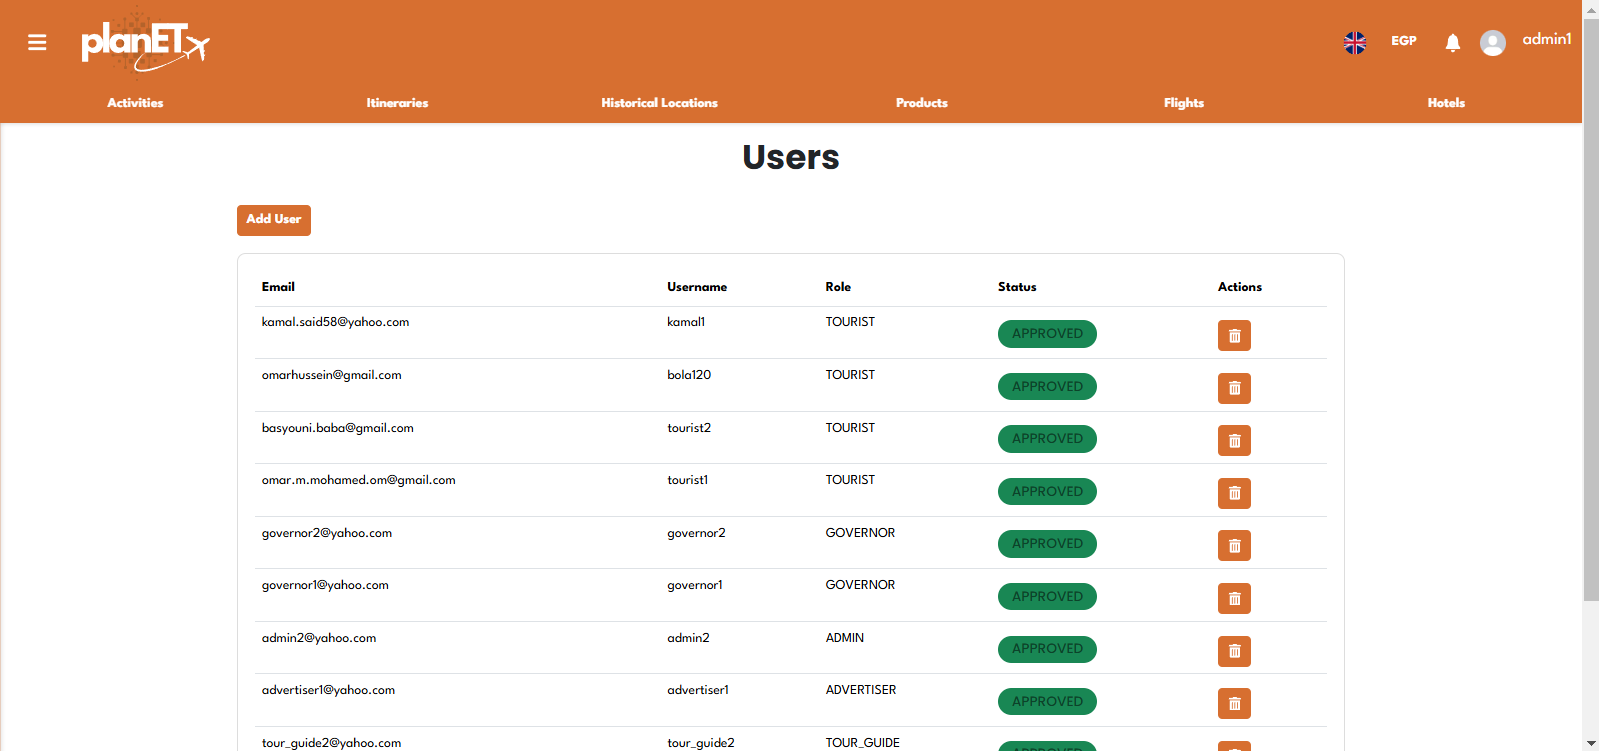 planET
EGP
admin1
Activities Itineraries Historical Locations Products Flights Hotels
Users
Add User
Email Username Role Status Actions
kamal.said58@yahoo.com kamal1 TOURIST APPROVED
omarhussein@gmail.com bola120 TOURIST APPROVED
basyouni.baba@gmail.com tourist2 TOURIST APPROVED
omar.m.mohamed.om@gmail.com tourist1 TOURIST APPROVED
governor2@yahoo.com governor2 GOVERNOR APPROVED
governor1@yahoo.com governor1 GOVERNOR APPROVED
admin2@yahoo.com admin2 ADMIN APPROVED
advertiser1@yahoo.com advertiser1 ADVERTISER APPROVED
tour_guide2@yahoo.com tour_guide2 TOUR_GUIDE APPROVED